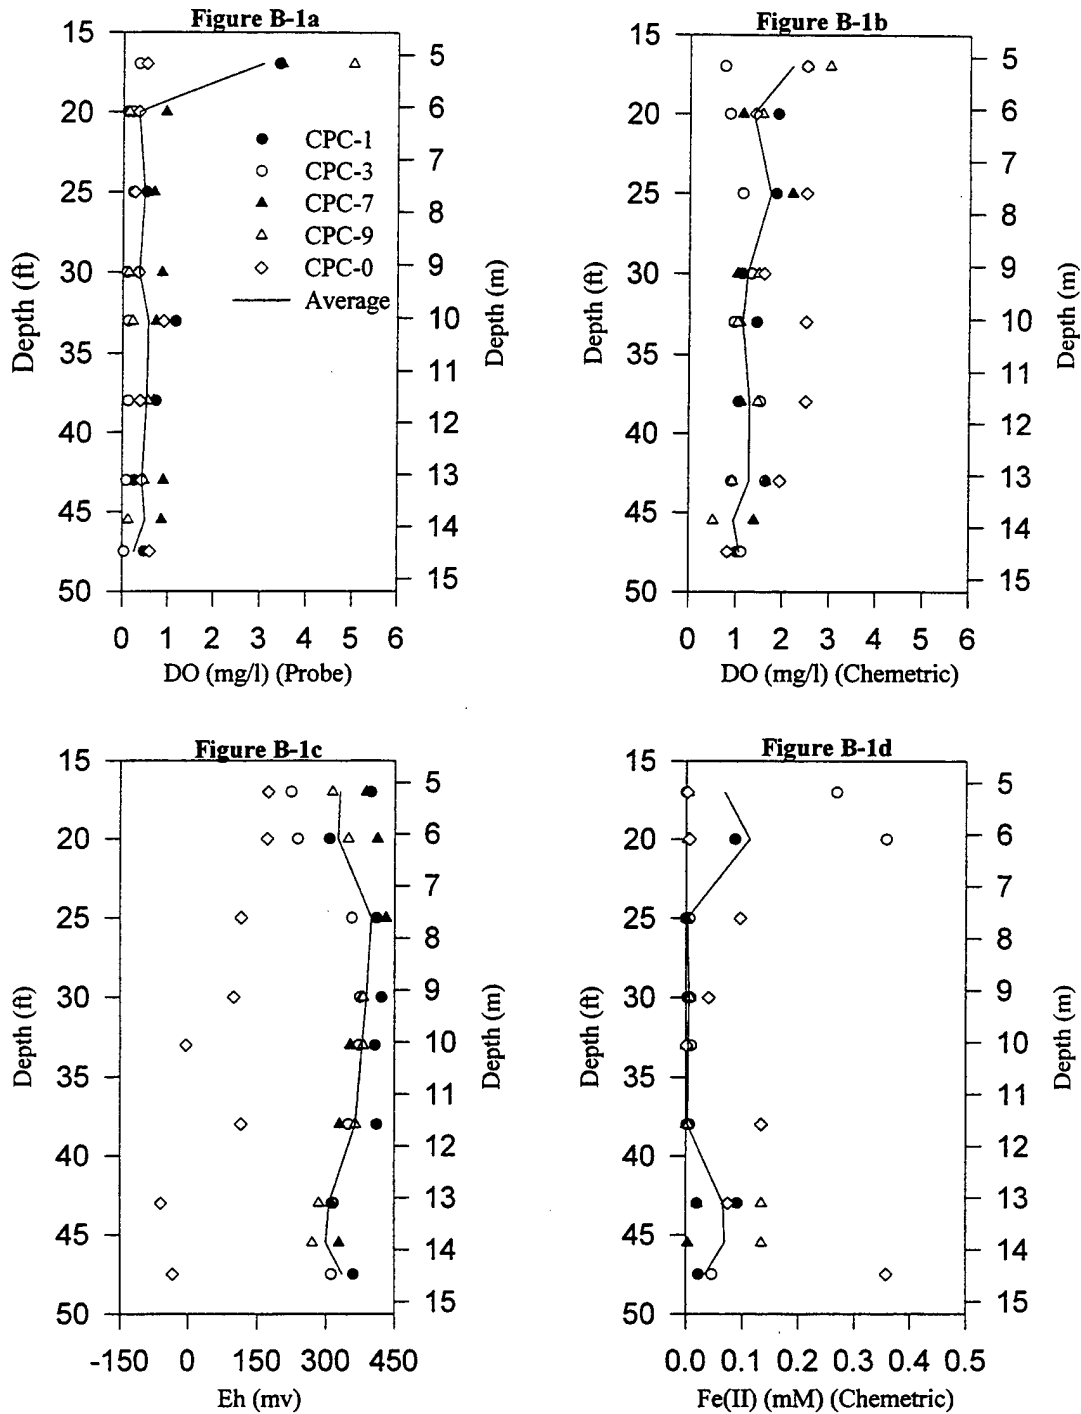 Figure B-1a
15
20
25
30
35
40
45
50
Depth (ft)
5
6
7
8
9
10
11
12
13
14
15
Depth (m)
CPC-1
CPC-3
CPC-7
CPC-9
CPC-0
Average
0 1 2 3 4 5 6
DO (mg/l) (Probe)
Figure B-1b
15
20
25
30
35
40
45
50
Depth (ft)
5
6
7
8
9
10
11
12
13
14
15
Depth (m)
0 1 2 3 4 5 6
DO (mg/l) (Chemetric)
Figure B-1c
15
20
25
30
35
40
45
50
Depth (ft)
5
6
7
8
9
10
11
12
13
14
15
Depth (m)
-150 0 300 450
Eh (mv)
Figure B-1d
15
20
25
30
35
40
45
50
Depth (ft)
5
6
7
8
9
10
11
12
13
14
15
Depth (m)
0.0 0.1 0.2 0.3 0.4 0.5
Fe(II) (mM) (Chemetric)